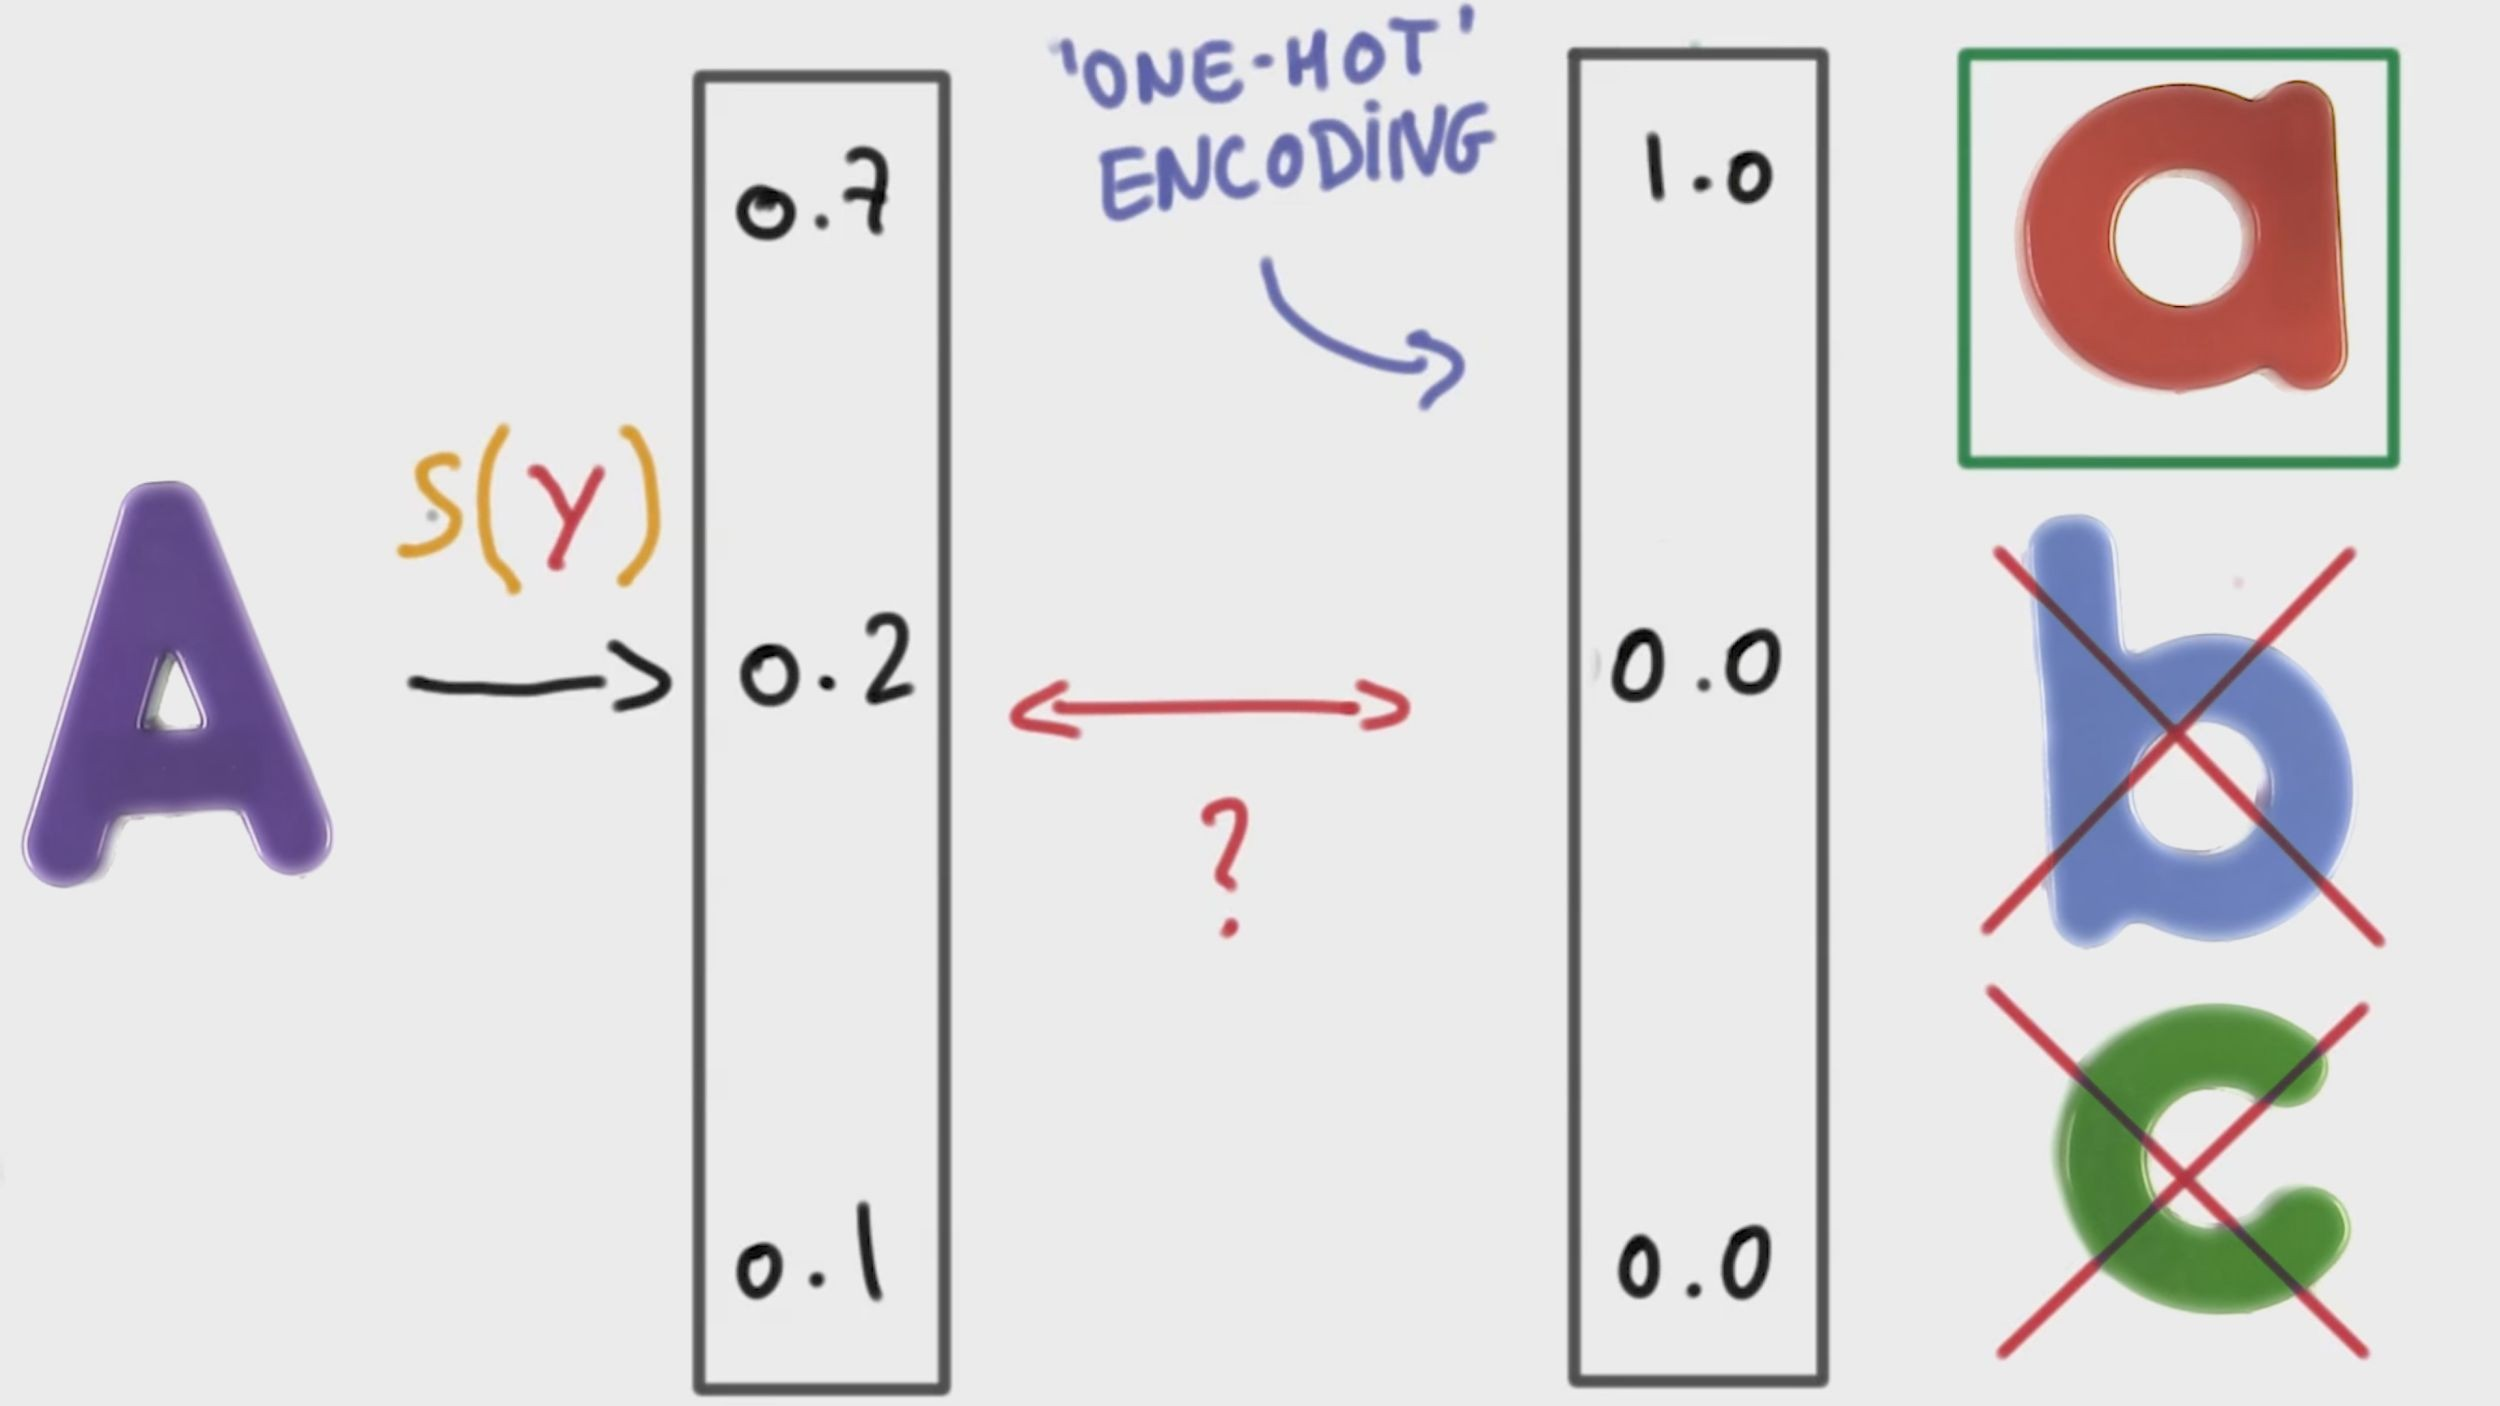 'ONE-HOT'
ENCODING
0.7
1.0
a
S(Y)
A
0.2
0.0
b
?
0.1
0.0
c